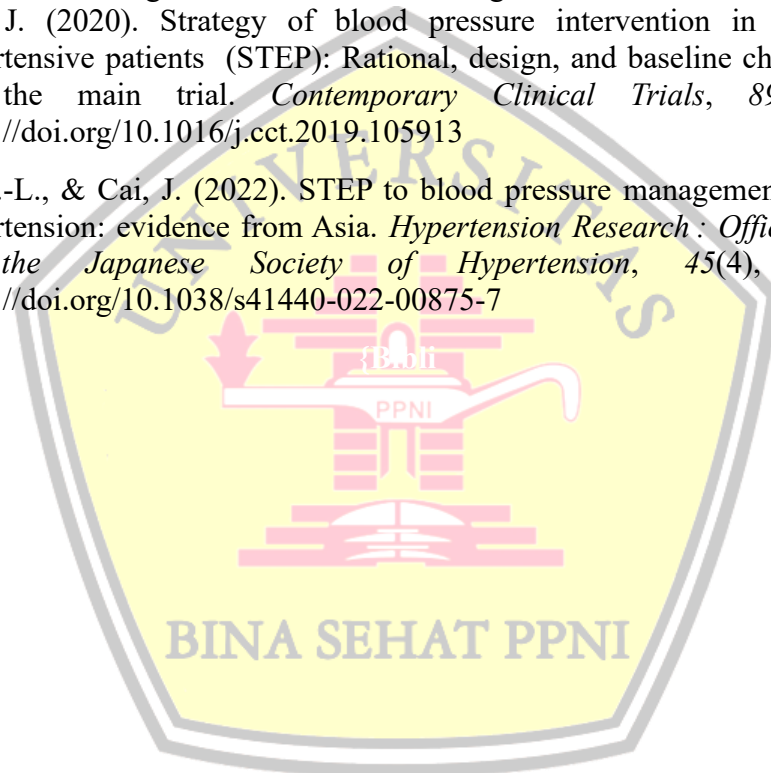 J. (2020). Strategy of blood pressure intervention in
rtensive patients (STEP): Rational, design, and baseline ch
the main trial. Contemporary Clinical Trials, 89
//doi.org/10.1016/j.cct.2019.105913
.-L., & Cai, J. (2022). STEP to blood pressure management
rtension: evidence from Asia. Hypertension Research : Offic
the Japanese Society of Hypertension, 45(4),
//doi.org/10.1038/s41440-022-00875-7
UNIVERSITAS
{Bibli
PPNI
BINA SEHAT PPNI